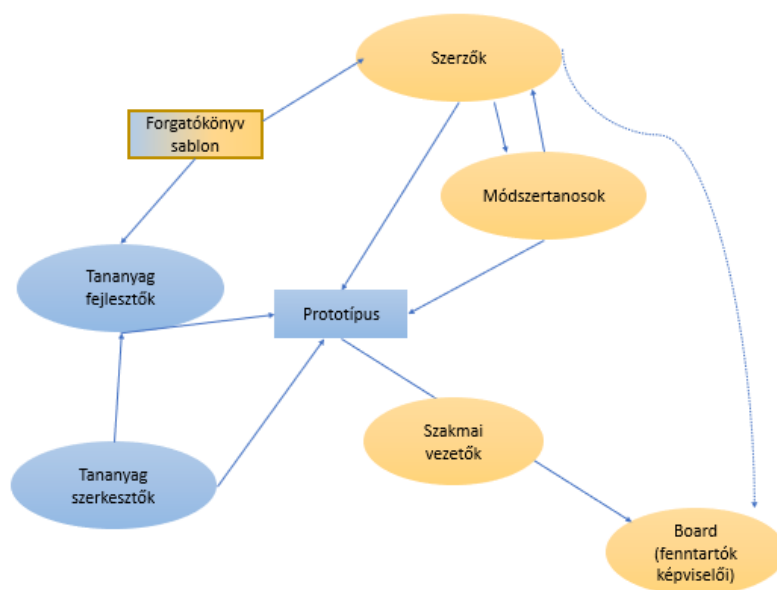 Szerzők
Forgatókönyv
sablon
Módszertanosok
Tananyag
fejlesztők
Prototípus
Szakmai
vezetők
Tananyag
szerkesztők
Board
(fenntartók
képviselői)